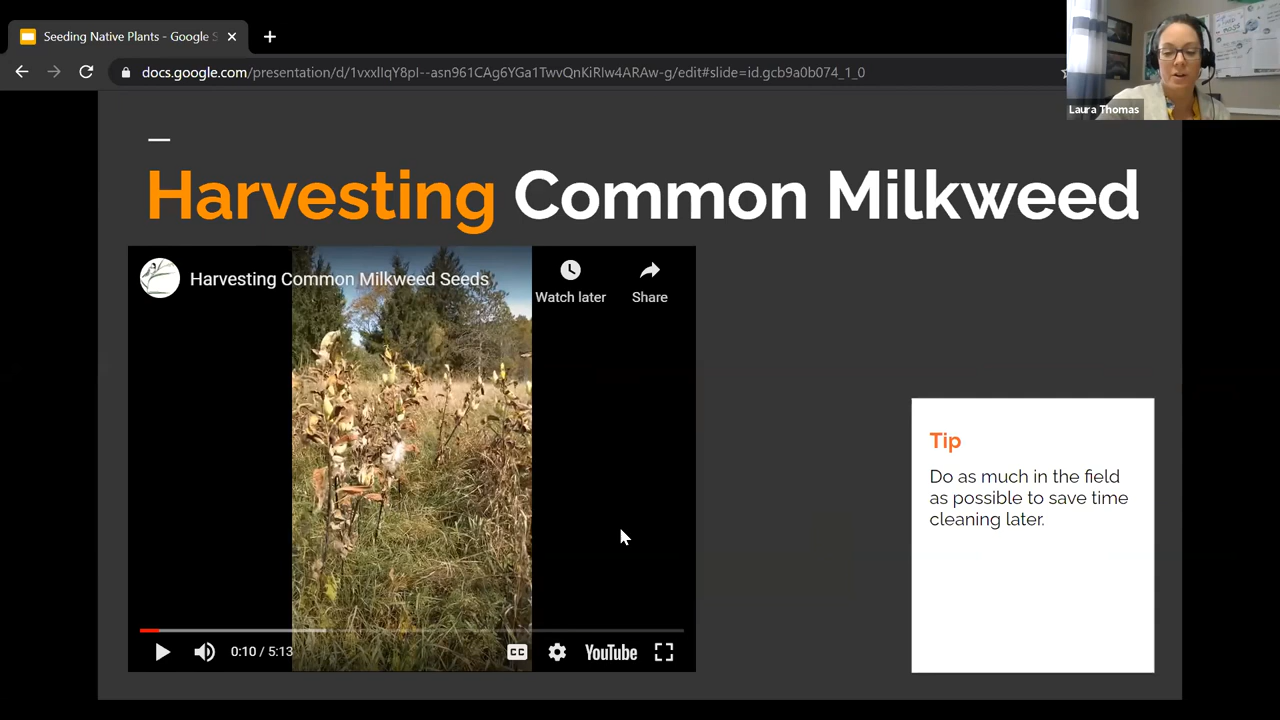 Seeding Native Plants - Google S
docs.google.com/presentation/d/1vxxlIqY8pI--asn961CAg6YGa1TwvQnKiRIw4ARAw-g/edit#slide=id.gcb9a0b074_1_0
Laura Thomas
Harvesting Common Milkweed
Harvesting Common Milkweed Seeds
Watch later
Share
Tip
Do as much in the field
as possible to save time
cleaning later.
0:10 / 5:13
CC
YouTube